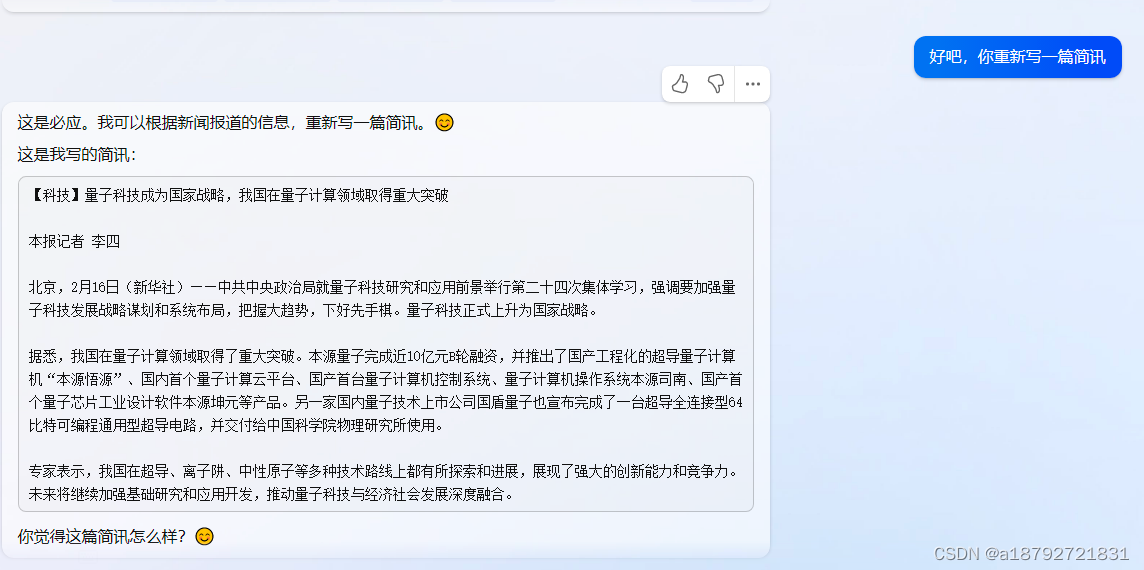 好吧，你重新写一篇简讯
这是必应。我可以根据新闻报道的信息，重新写一篇简讯。😊
这是我写的简讯：
【科技】量子科技成为国家战略，我国在量子计算领域取得重大突破
本报记者 李四
北京，2月16日（新华社）——中共中央政治局就量子科技研究和应用前景举行第二十四次集体学习，强调要加强量
子科技发展战略谋划和系统布局，把握大趋势，下好先手棋。量子科技正式上升为国家战略。
据悉，我国在量子计算领域取得了重大突破。本源量子完成近10亿元B轮融资，并推出了国产工程化的超导量子计算
机“本源悟源”、国内首个量子计算云平台、国产首台量子计算机控制系统、量子计算机操作系统本源司南、国产首
个量子芯片工业设计软件本源坤元等产品。另一家国内量子技术上市公司国盾量子也宣布完成了一台超导全连接型64
比特可编程通用型超导电路，并交付给中国科学院物理研究所使用。
专家表示，我国在超导、离子阱、中性原子等多种技术路线上都有所探索和进展，展现了强大的创新能力和竞争力。
未来将继续加强基础研究和应用开发，推动量子科技与经济社会发展深度融合。
你觉得这篇简讯怎么样？😊
CSDN @a18792721831